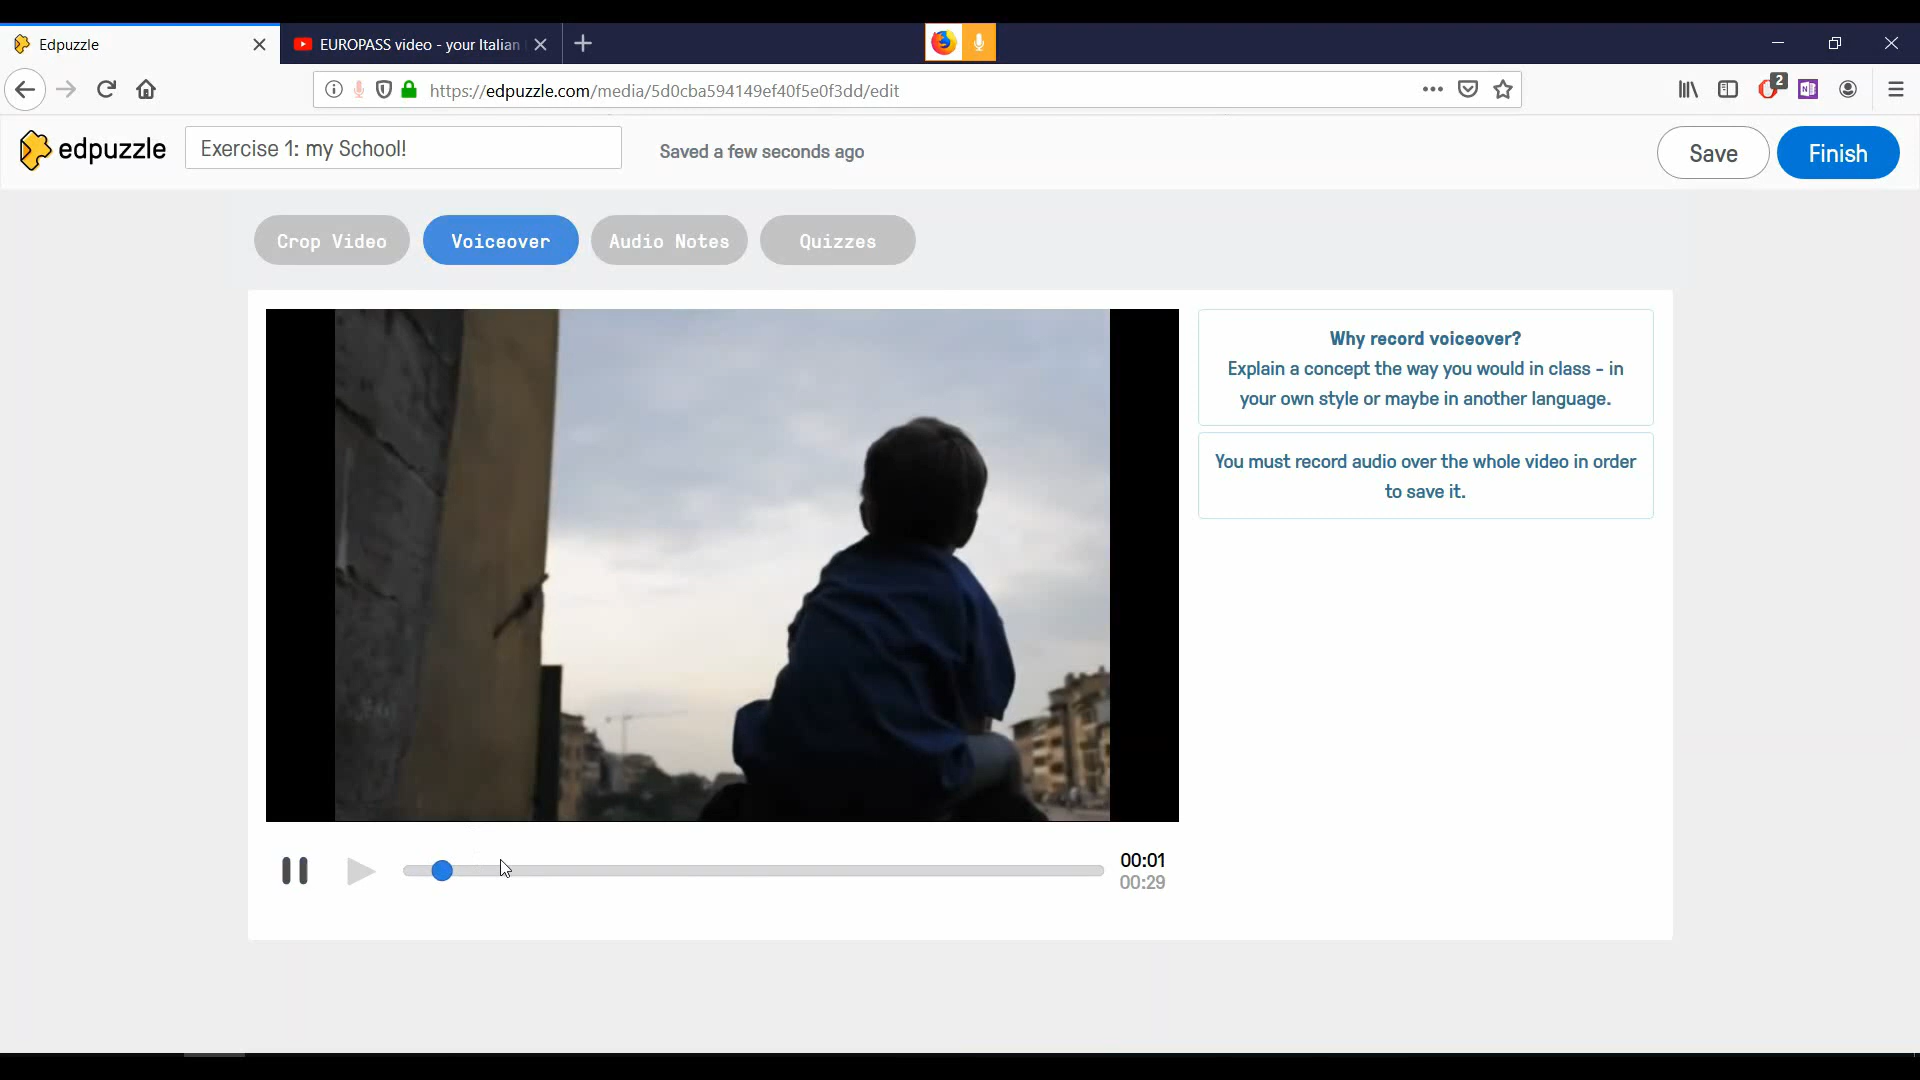 Edpuzzle
EUROPASS video - your Italian
https://edpuzzle.com/media/5d0cba594149ef40f5e0f3dd/edit
2
N
edpuzzle
Exercise 1: my School!
Saved a few seconds ago
Save
Finish
Crop Video
Voiceover
Audio Notes
Quizzes
Why record voiceover?
Explain a concept the way you would in class - in
your own style or maybe in another language.
You must record audio over the whole video in order
to save it.
00:01
00:29